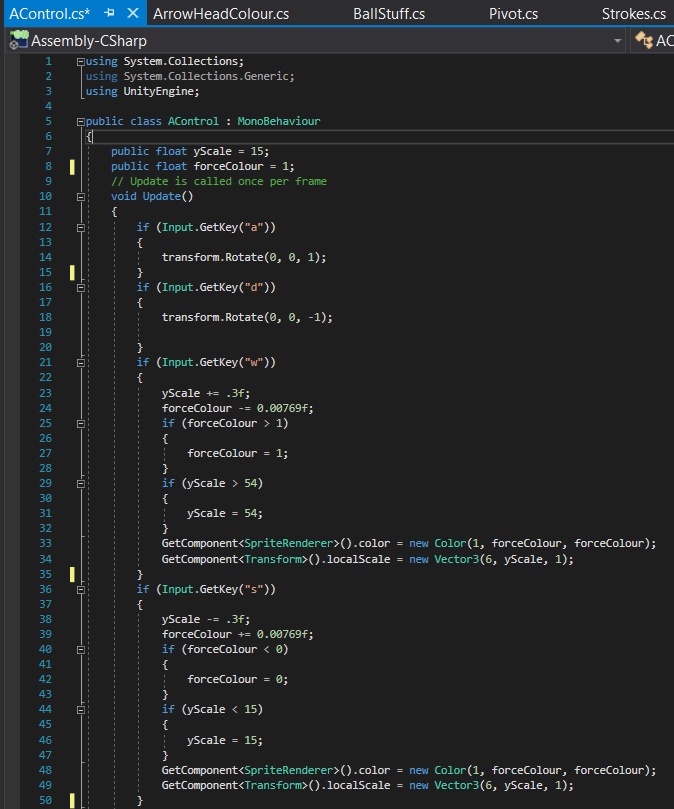 AControl.cs* ArrowHeadColour.cs BallStuff.cs Pivot.cs Strokes.cs
Assembly-CSharp AC
1 using System.Collections;
2 using System.Collections.Generic;
3 using UnityEngine;
4
5 public class AControl : MonoBehaviour
6 {
7 public float yScale = 15;
8 public float forceColour = 1;
9 // Update is called once per frame
10 void Update()
11 {
12 if (Input.GetKey("a"))
13 {
14 transform.Rotate(0, 0, 1);
15 }
16 if (Input.GetKey("d"))
17 {
18 transform.Rotate(0, 0, -1);
19
20 }
21 if (Input.GetKey("w"))
22 {
23 yScale += .3f;
24 forceColour -= 0.00769f;
25 if (forceColour > 1)
26 {
27 forceColour = 1;
28 }
29 if (yScale > 54)
30 {
31 yScale = 54;
32 }
33 GetComponent<SpriteRenderer>().color = new Color(1, forceColour, forceColour);
34 GetComponent<Transform>().localScale = new Vector3(6, yScale, 1);
35 }
36 if (Input.GetKey("s"))
37 {
38 yScale -= .3f;
39 forceColour += 0.00769f;
40 if (forceColour < 0)
41 {
42 forceColour = 0;
43 }
44 if (yScale < 15)
45 {
46 yScale = 15;
47 }
48 GetComponent<SpriteRenderer>().color = new Color(1, forceColour, forceColour);
49 GetComponent<Transform>().localScale = new Vector3(6, yScale, 1);
50 }